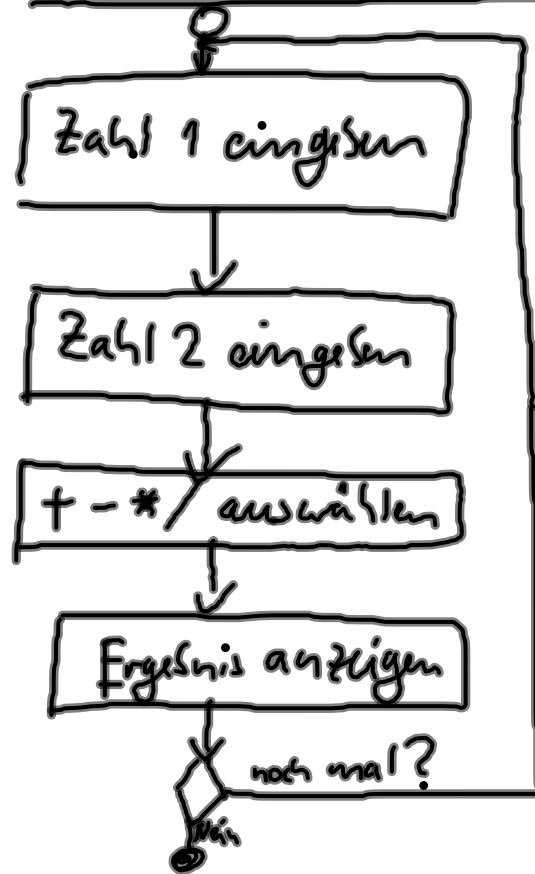 Zahl 1 eingeben
Zahl 2 eingeben
+ - * / auswählen
Ergebnis anzeigen
noch mal?
Nein